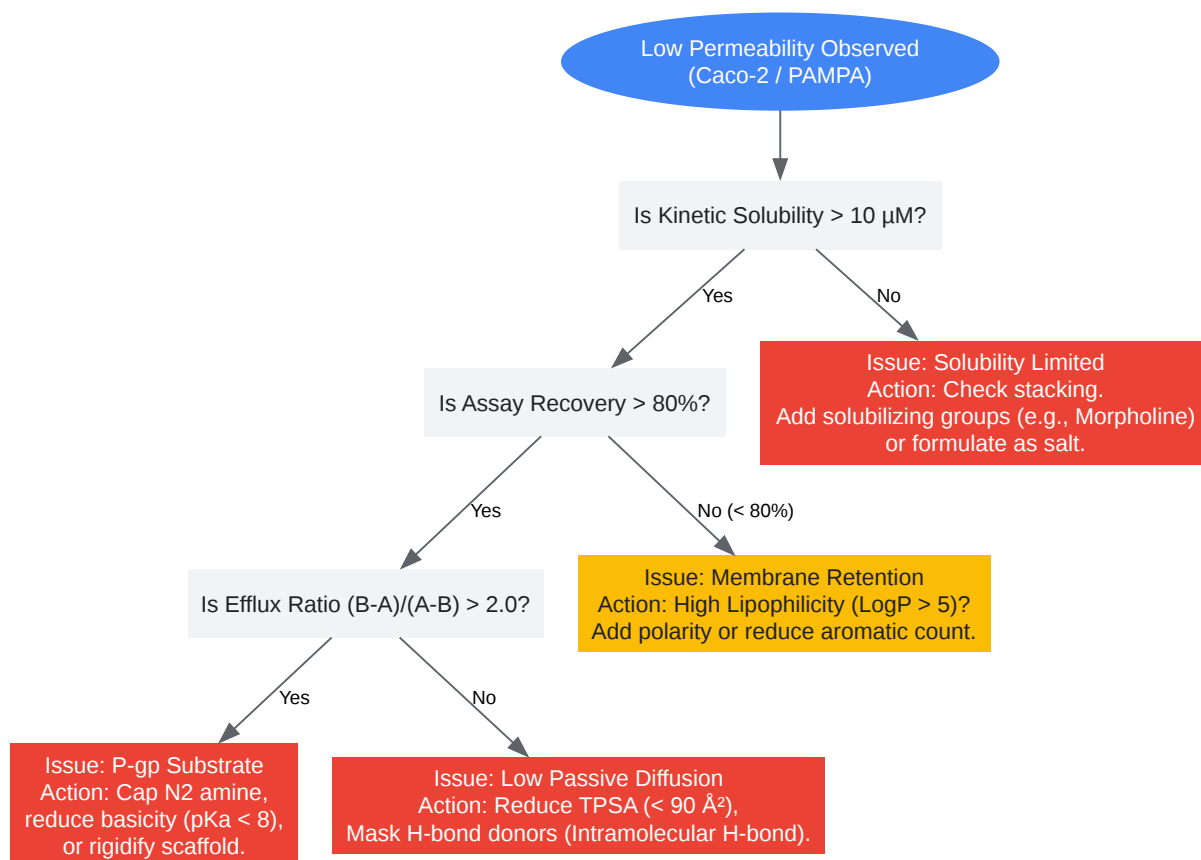 Low Permeability Observed
(Caco-2 / PAMPA)
Is Kinetic Solubility > 10 µM?
Yes
No
Issue: Solubility Limited
Action: Check stacking.
Add solubilizing groups (e.g., Morpholine)
or formulate as salt.
Is Assay Recovery > 80%?
Yes
No (< 80%)
Issue: Membrane Retention
Action: High Lipophilicity (LogP > 5)?
Add polarity or reduce aromatic count.
Is Efflux Ratio (B-A)/(A-B) > 2.0?
Yes
No
Issue: P-gp Substrate
Action: Cap N2 amine,
reduce basicity (pKa < 8),
or rigidify scaffold.
Issue: Low Passive Diffusion
Action: Reduce TPSA (< 90 Å²),
Mask H-bond donors (Intramolecular H-bond).